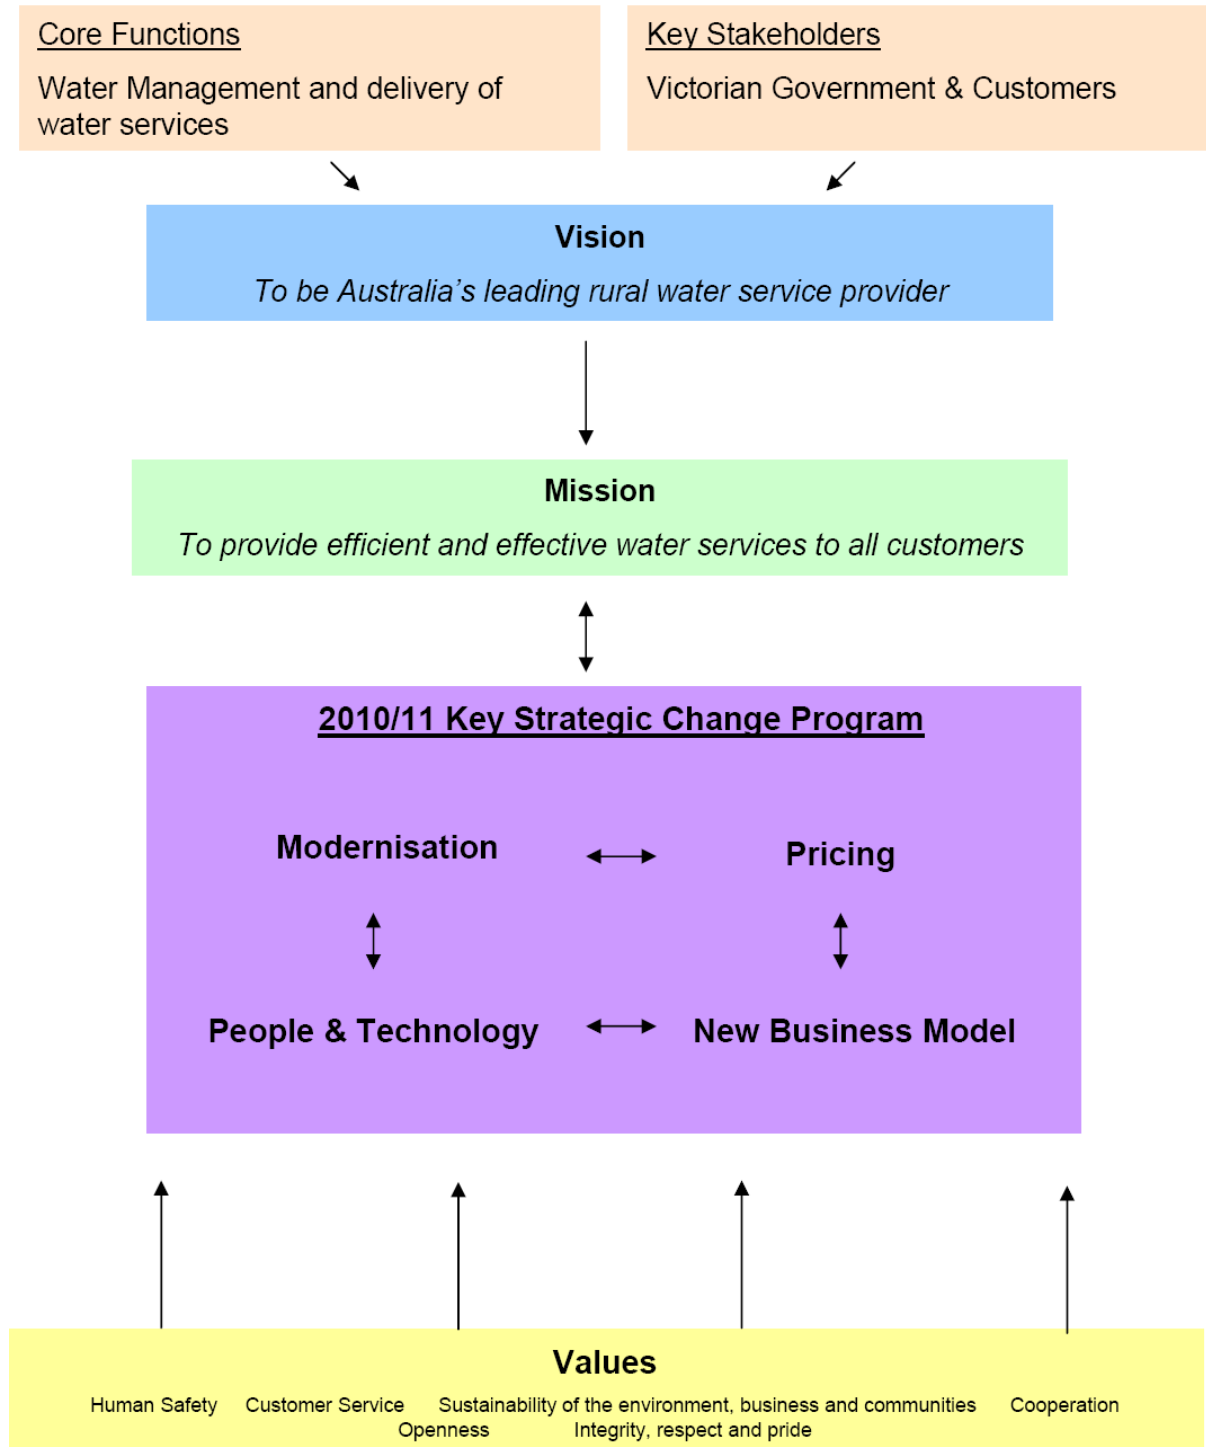 Core Functions
Water Management and delivery of
water services
Key Stakeholders
Victorian Government & Customers
Vision
To be Australia's leading rural water service provider
Mission
To provide efficient and effective water services to all customers
2010/11 Key Strategic Change Program
Modernisation
Pricing
People & Technology
New Business Model
Values
Human Safety Customer Service Sustainability of the environment, business and communities Cooperation
Openness Integrity, respect and pride